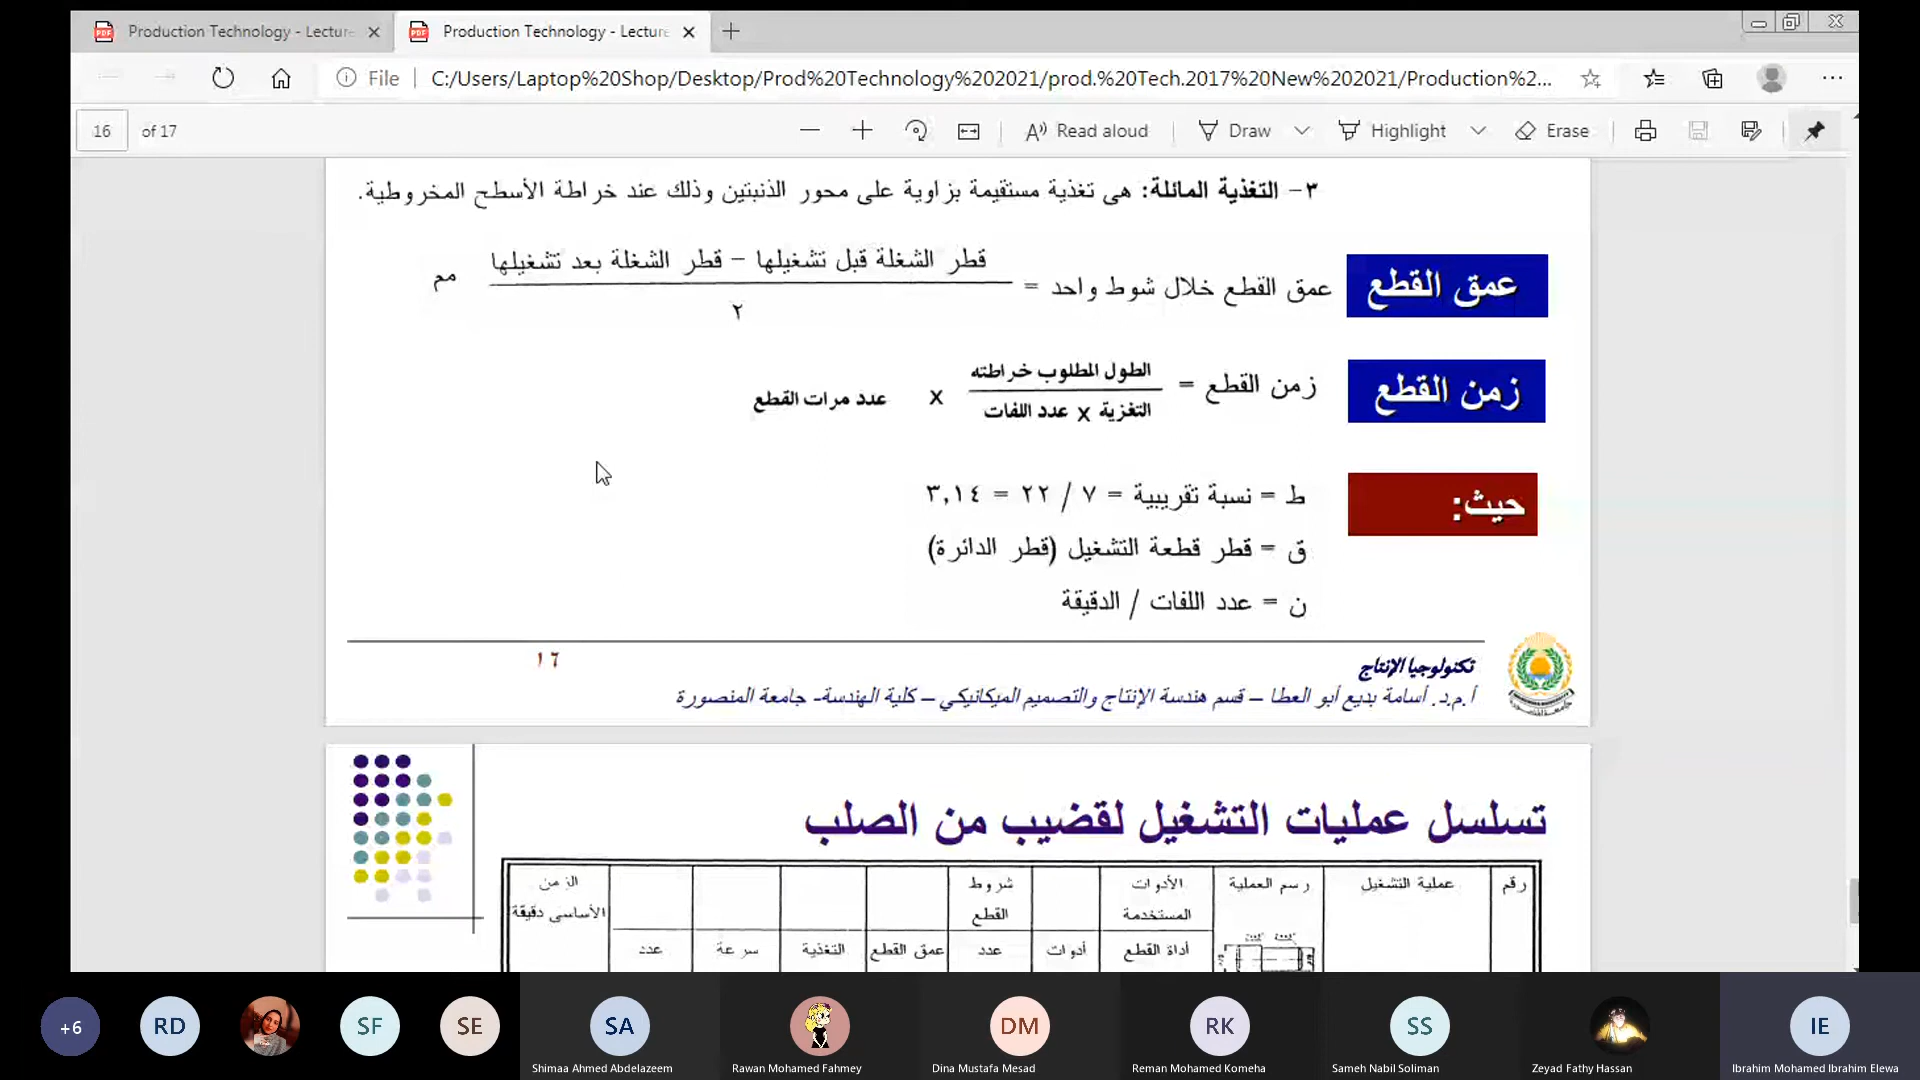 Production Technology - Lecture
Production Technology - Lecture
File
C:/Users/Laptop%20Shop/Desktop/Prod%20Technology%202021/prod.%20Tech.2017%20New%202021/Production%2...
16 of 17
Read aloud
Draw
Highlight
Erase
٣- التغذية المائلة: هى تغذية مستقيمة بزاوية على محور الذنبتين وذلك عند خراطة الأسطح المخروطية.
عمق القطع
عمق القطع خلال شوط واحد = قطر الشغلة قبل تشغيلها – قطر الشغلة بعد تشغيلها مم
٢
زمن القطع
الطول المطلوب خراطته
زمن القطع = x عدد مرات القطع
التغزية x عدد اللفات
حيث:
ط = نسبة تقريبية = ٧ / ٢٢ = ٣,١٤
ق = قطر قطعة التشغيل (قطر الدائرة)
ن = عدد اللفات / الدقيقة
تكنولوجيا الإنتاج
١٦
أ.م.د. أسامة بديع أبو العطا – قسم هندسة الإنتاج والتصميم الميكانيكي – كلية الهندسة- جامعة المنصورة
تسلسل عمليات التشغيل لقضيب من الصلب
رقم
عملية التشغيل
رسم العملية
الأدوات المستخدمة
شروط القطع
الزمن الأساسى دقيقة
أداة القطع
أدوات
عدد
عمق القطع
التغذية
سرعة
عدد
+6
RD
SF
SE
SA
DM
RK
SS
IE
Shimaa Ahmed Abdelazeem
Rawan Mohamed Fahmey
Dina Mustafa Mesad
Reman Mohamed Komeha
Sameh Nabil Soliman
Zeyad Fathy Hassan
Ibrahim Mohamed Ibrahim Elewa